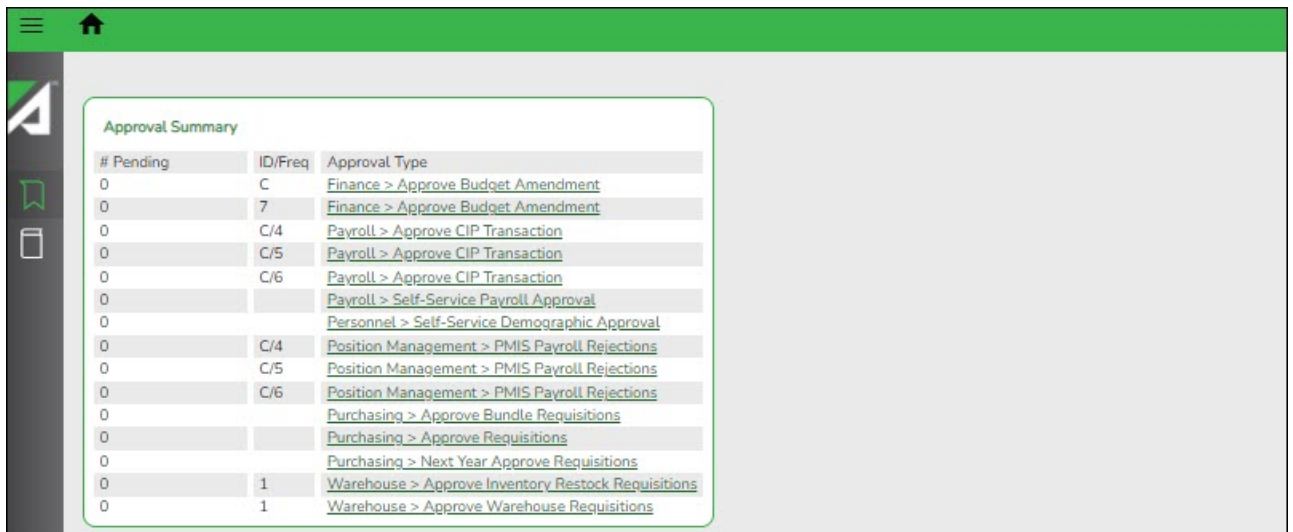 Approval Summary
# Pending ID/Freq Approval Type
0 C Finance > Approve Budget Amendment
0 7 Finance > Approve Budget Amendment
0 C/4 Payroll > Approve CIP Transaction
0 C/5 Payroll > Approve CIP Transaction
0 C/6 Payroll > Approve CIP Transaction
0 Payroll > Self-Service Payroll Approval
0 Personnel > Self-Service Demographic Approval
0 C/4 Position Management > PMIS Payroll Rejections
0 C/5 Position Management > PMIS Payroll Rejections
0 C/6 Position Management > PMIS Payroll Rejections
0 Purchasing > Approve Bundle Requisitions
0 Purchasing > Approve Requisitions
0 Purchasing > Next Year Approve Requisitions
0 1 Warehouse > Approve Inventory Restock Requisitions
0 1 Warehouse > Approve Warehouse Requisitions